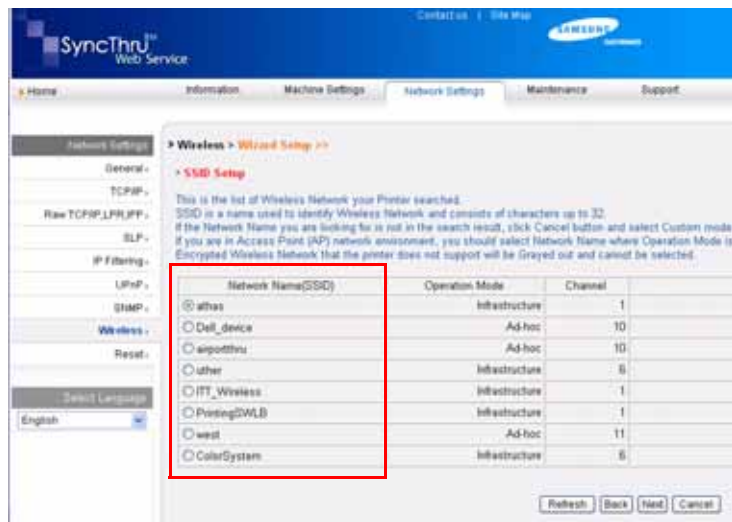 Contact us | Site Map
SAMSUNG
ELECTRONICS
SyncThru™
Web Service
Home
Information
Machine Settings
Network Settings
Maintenance
Support
Network Settings
General
TCP/IP
Raw TCP/IP,LPR,IPP
SLP
IP Filtering
UPnP
SNMP
Wireless
Reset
Select Language
English
Wireless > Wizard Setup >>
SSID Setup
This is the list of Wireless Network your Printer searched.
SSID is a name used to identify Wireless Network and consists of characters up to 32.
If the Network Name you are looking for is not in the search result, click Cancel button and select Custom mode
If you are in Access Point (AP) network environment, you should select Network Name where Operation Mode is
Encrypted Wireless Network that the printer does not support will be Grayed out and cannot be selected.
Network Name(SSID) Operation Mode Channel
athas Infrastructure 1
Dell_device Ad-hoc 10
airportthru Ad-hoc 10
uther Infrastructure 6
ITT_Wireless Infrastructure 1
PrintingSWLB Infrastructure 1
west Ad-hoc 11
ColorSystem Infrastructure 6
Refresh Back Next Cancel